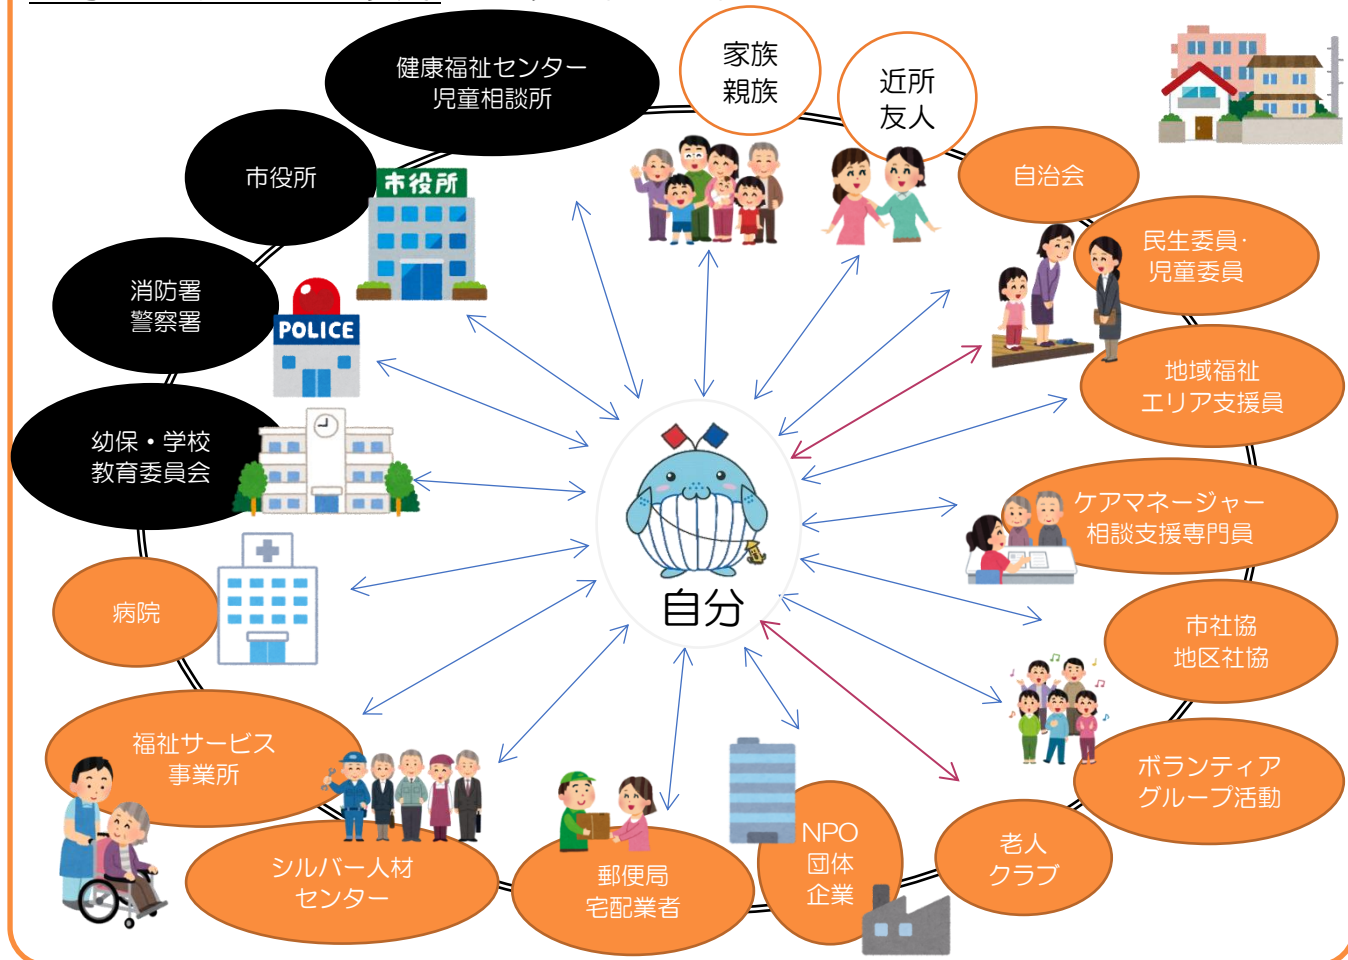 健康福祉センター
児童相談所
家族
親族
近所
友人
自治会
市役所
市役所
民生委員・
児童委員
消防署
警察署
POLICE
地域福祉
エリア支援員
幼保・学校
教育委員会
ケアマネージャー
相談支援専門員
自分
病院
市社協
地区社協
福祉サービス
事業所
ボランティア
グループ活動
シルバー人材
センター
郵便局
宅配業者
NPO
団体
企業
老人
クラブ